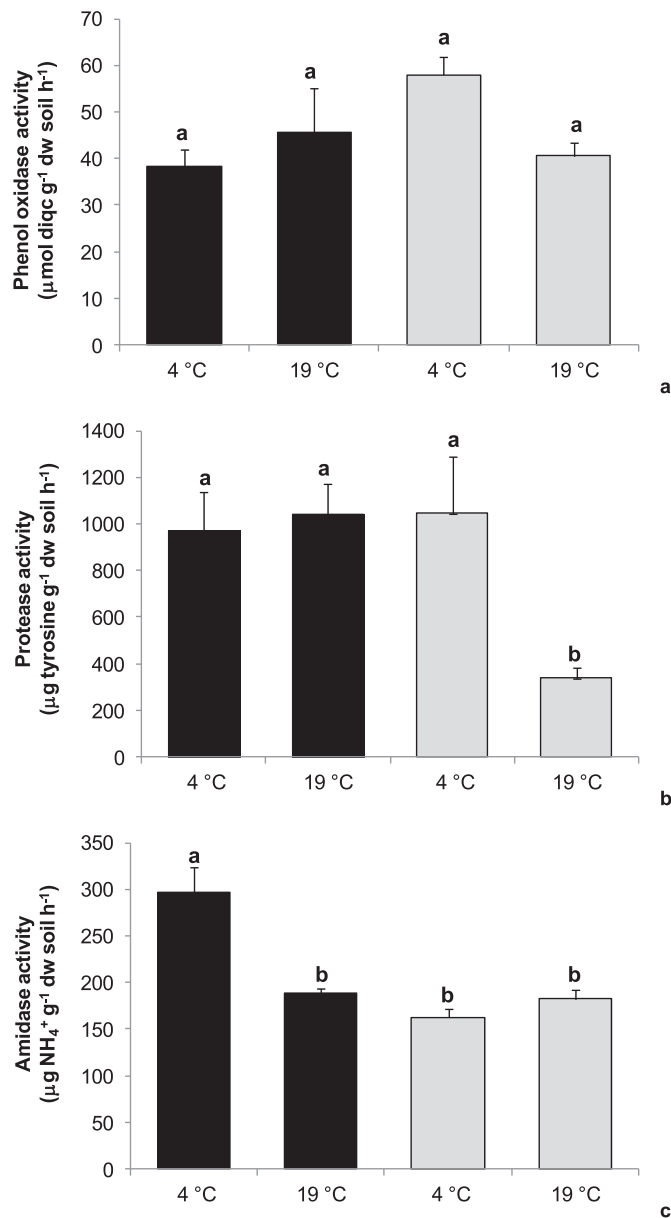 Phenol oxidase activity
(µmol diqc g⁻¹ dw soil h⁻¹)
70
60
50
40
30
20
10
0
a
a
a
a
4 °C
19 °C
4 °C
19 °C
a
Protease activity
(µg tyrosine g⁻¹ dw soil h⁻¹)
1400
1200
1000
800
600
400
200
0
a
a
a
b
4 °C
19 °C
4 °C
19 °C
b
Amidase activity
(µg NH₄⁺ g⁻¹ dw soil h⁻¹)
350
300
250
200
150
100
50
0
a
b
b
b
4 °C
19 °C
4 °C
19 °C
c